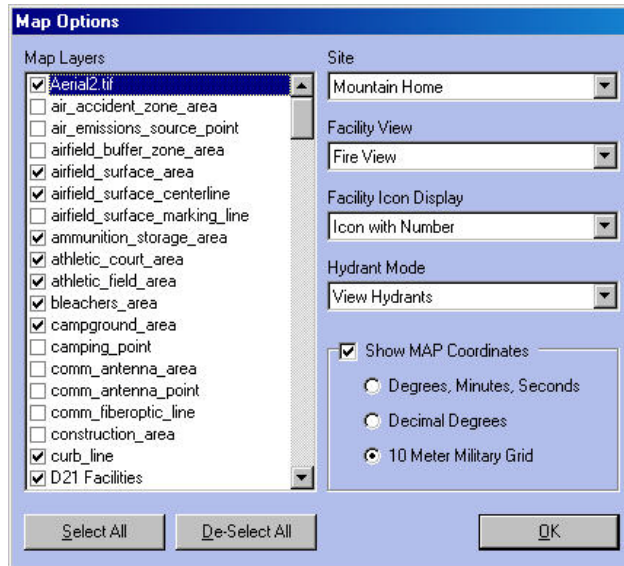 Map Options
Map Layers
Aerial2.tif
air_accident_zone_area
air_emissions_source_point
airfield_buffer_zone_area
airfield_surface_area
airfield_surface_centerline
airfield_surface_marking_line
ammunition_storage_area
athletic_court_area
athletic_field_area
bleachers_area
campground_area
camping_point
comm_antenna_area
comm_antenna_point
comm_fiberoptic_line
construction_area
curb_line
D21 Facilities
Select All
De-Select All
Site
Mountain Home
Facility View
Fire View
Facility Icon Display
Icon with Number
Hydrant Mode
View Hydrants
Show MAP Coordinates
Degrees, Minutes, Seconds
Decimal Degrees
10 Meter Military Grid
OK